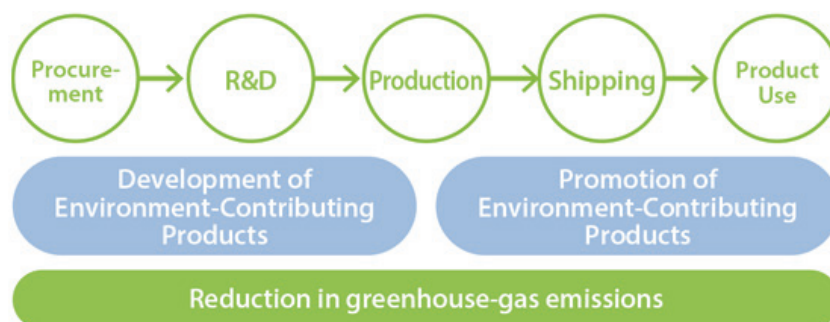 Procure-
ment
R&D
Production
Shipping
Product
Use
Development of
Environment-Contributing
Products
Promotion of
Environment-Contributing
Products
Reduction in greenhouse-gas emissions